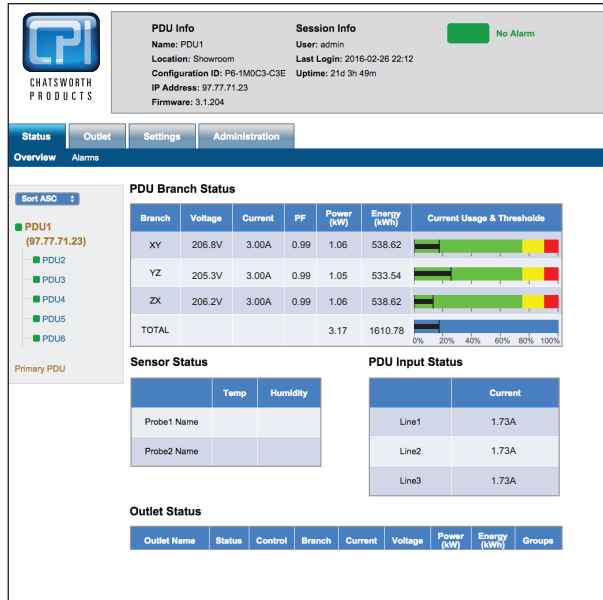 CPI
CHATSWORTH
PRODUCTS
PDU Info
Name: PDU1
Location: Showroom
Configuration ID: P6-1M0C3-C3E
IP Address: 97.77.71.23
Firmware: 3.1.204
Session Info
User: admin
Last Login: 2016-02-26 22:12
Uptime: 21d 3h 49m
No Alarm
Status Outlet Settings Administration
Overview Alarms
Sort ASC
PDU1
(97.77.71.23)
PDU2
PDU3
PDU4
PDU5
PDU6
Primary PDU
PDU Branch Status
Branch Voltage Current PF Power (kW) Energy (kWh) Current Usage & Thresholds
XY 206.8V 3.00A 0.99 1.06 538.62
YZ 205.3V 3.00A 0.99 1.05 533.54
ZX 206.2V 3.00A 0.99 1.06 538.62
TOTAL 3.17 1610.78
0% 20% 40% 60% 80% 100%
Sensor Status
Temp Humidity
Probe1 Name
Probe2 Name
PDU Input Status
Current
Line1 1.73A
Line2 1.73A
Line3 1.73A
Outlet Status
Outlet Name Status Control Branch Current Voltage Power (kW) Energy (kWh) Groups